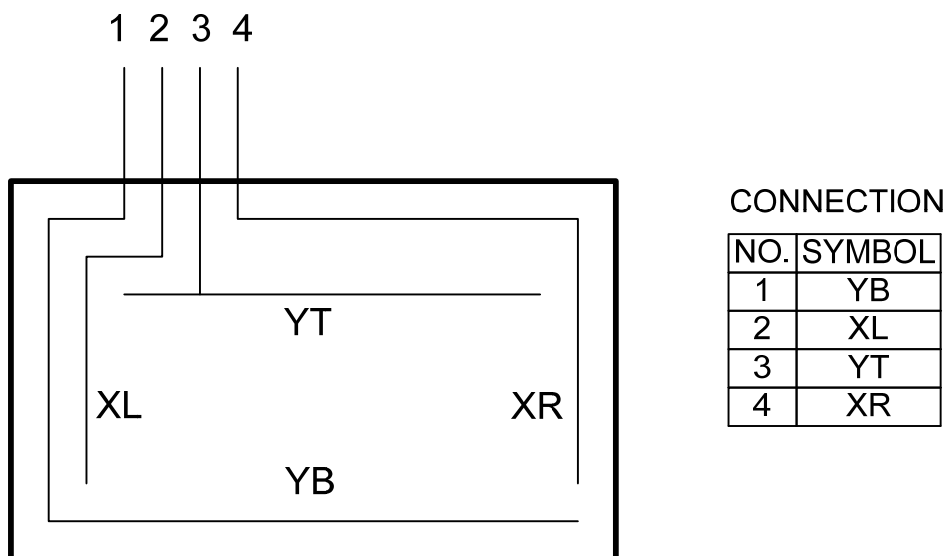 1 2 3 4
YT
XL XR
YB
CONNECTION
NO. SYMBOL
1 YB
2 XL
3 YT
4 XR